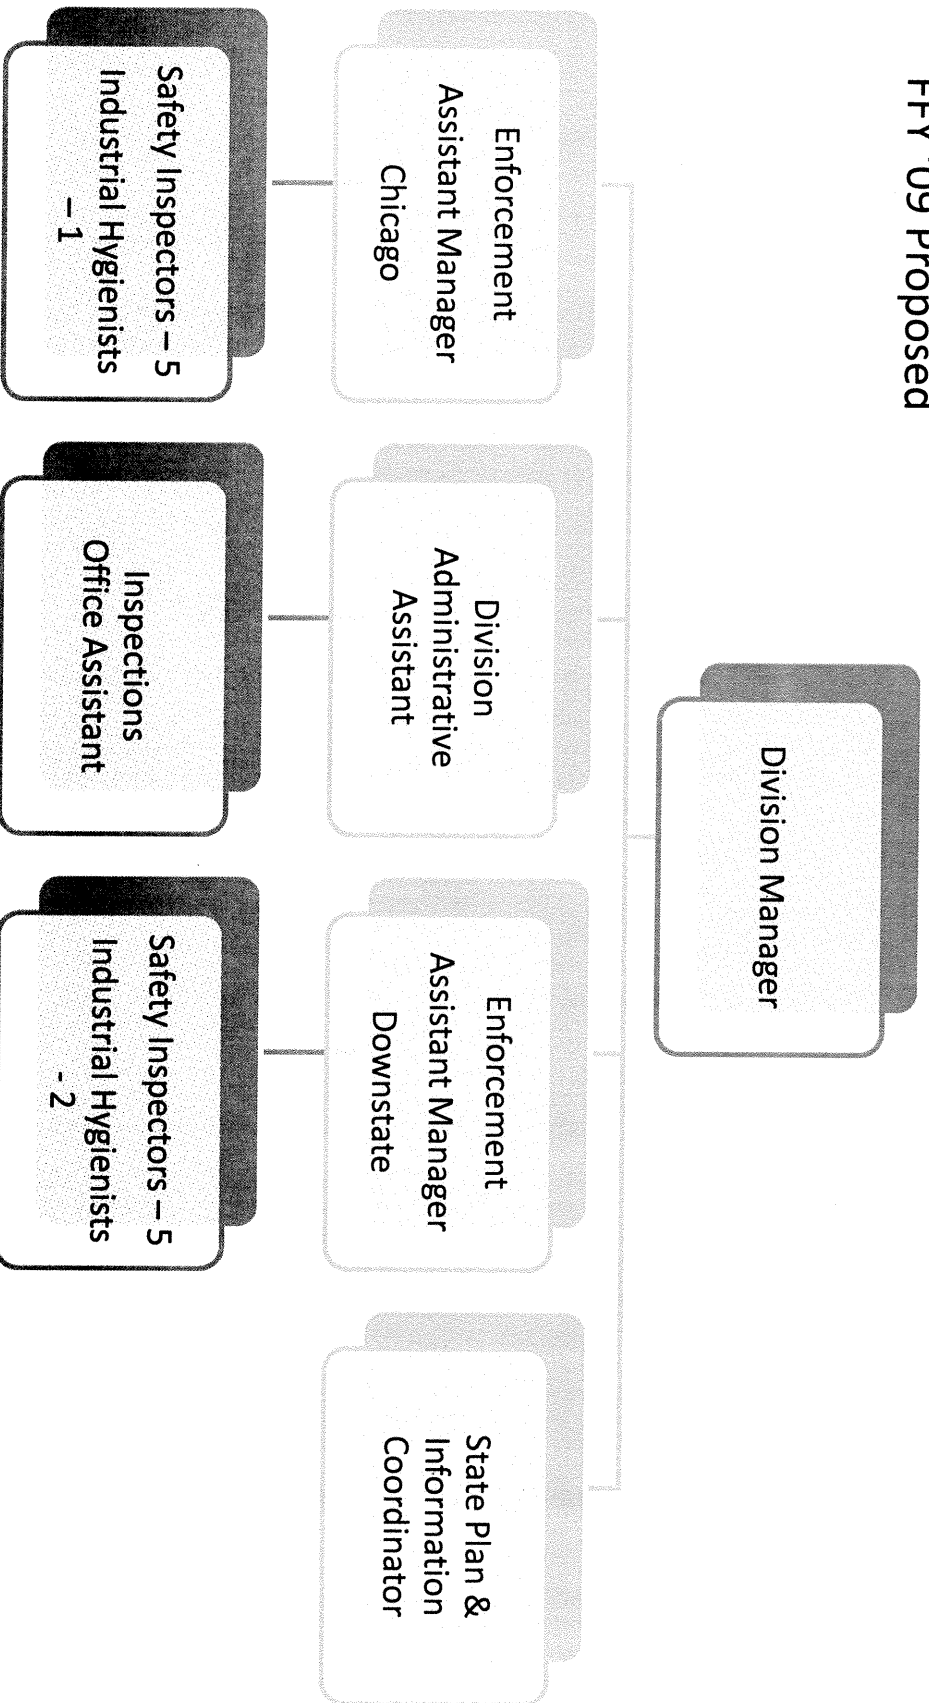 FFY '09 Proposed
Division Manager
Enforcement
Assistant Manager
Chicago
Division
Administrative
Assistant
Enforcement
Assistant Manager
Downstate
State Plan &
Information
Coordinator
Safety Inspectors – 5
Industrial Hygienists
– 1
Inspections
Office Assistant
Safety Inspectors – 5
Industrial Hygienists
- 2